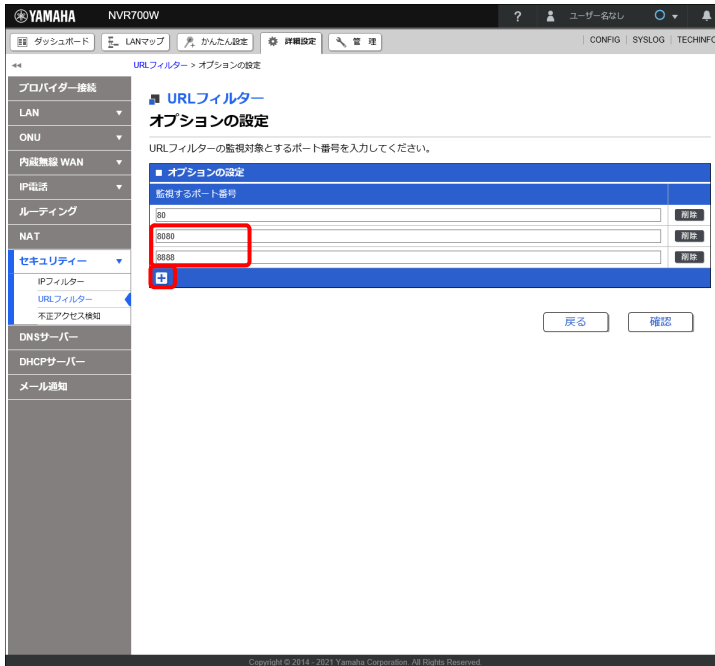 YAMAHA NVR700W ? ユーザー名なし
ダッシュボード LANマップ かんたん設定 詳細設定 管 理 CONFIG SYSLOG TECHINFO
URLフィルター > オプションの設定
プロバイダー接続
LAN
ONU
内蔵無線 WAN
IP電話
ルーティング
NAT
セキュリティー
IPフィルター
URLフィルター
不正アクセス検知
DNSサーバー
DHCPサーバー
メール通知
URLフィルター
オプションの設定
URLフィルターの監視対象とするポート番号を入力してください。
オプションの設定
監視するポート番号
80 削除
8080 削除
8888 削除
戻る 確認
Copyright © 2014 - 2021 Yamaha Corporation. All Rights Reserved.